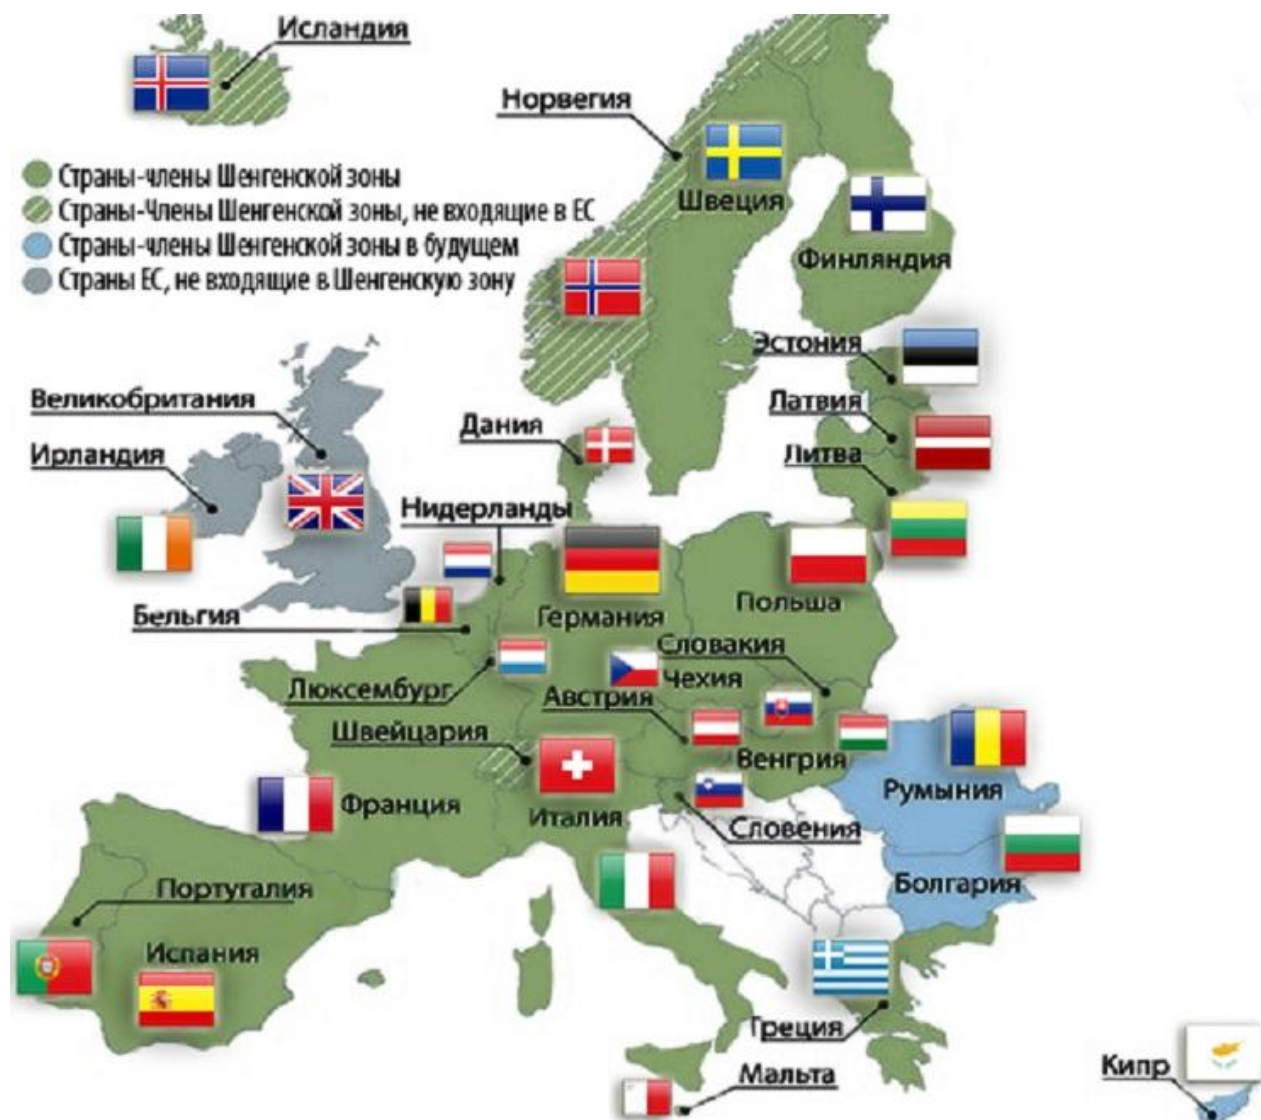 Исландия
Норвегия
Страны-члены Шенгенской зоны
Страны-Члены Шенгенской зоны, не входящие в ЕС
Страны-члены Шенгенской зоны в будущем
Страны ЕС, не входящие в Шенгенскую зону
Швеция
Финляндия
Эстония
Великобритания
Латвия
Дания
Ирландия
Литва
Нидерланды
Польша
Бельгия
Германия
Словакия
Чехия
Люксембург
Австрия
Швейцария
Венгрия
Румыния
Франция
Италия
Словения
Болгария
Португалия
Испания
Греция
Мальта
Кипр